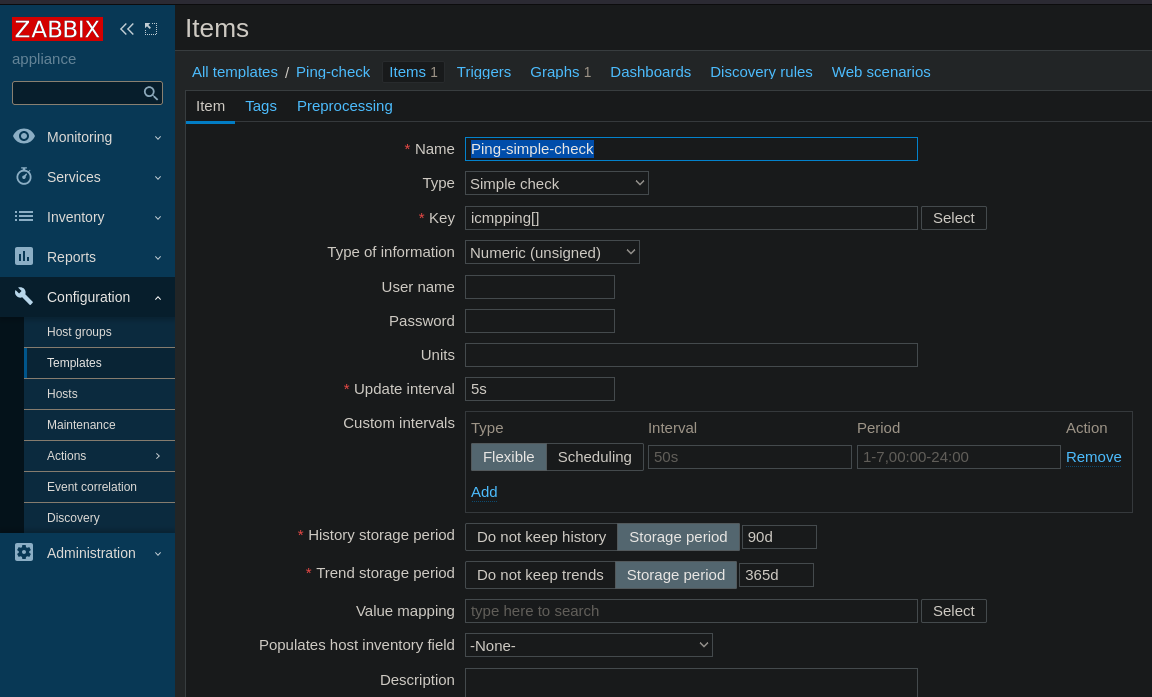 ZABBIX
appliance
Monitoring
Services
Inventory
Reports
Configuration
Host groups
Templates
Hosts
Maintenance
Actions
Event correlation
Discovery
Administration
Items
All templates / Ping-check Items 1 Triggers Graphs 1 Dashboards Discovery rules Web scenarios
Item Tags Preprocessing
* Name Ping-simple-check
Type Simple check
* Key icmpping[] Select
Type of information Numeric (unsigned)
User name
Password
Units
* Update interval 5s
Custom intervals Type Interval Period Action
Flexible Scheduling 50s 1-7,00:00-24:00 Remove
Add
* History storage period Do not keep history Storage period 90d
* Trend storage period Do not keep trends Storage period 365d
Value mapping type here to search Select
Populates host inventory field -None-
Description